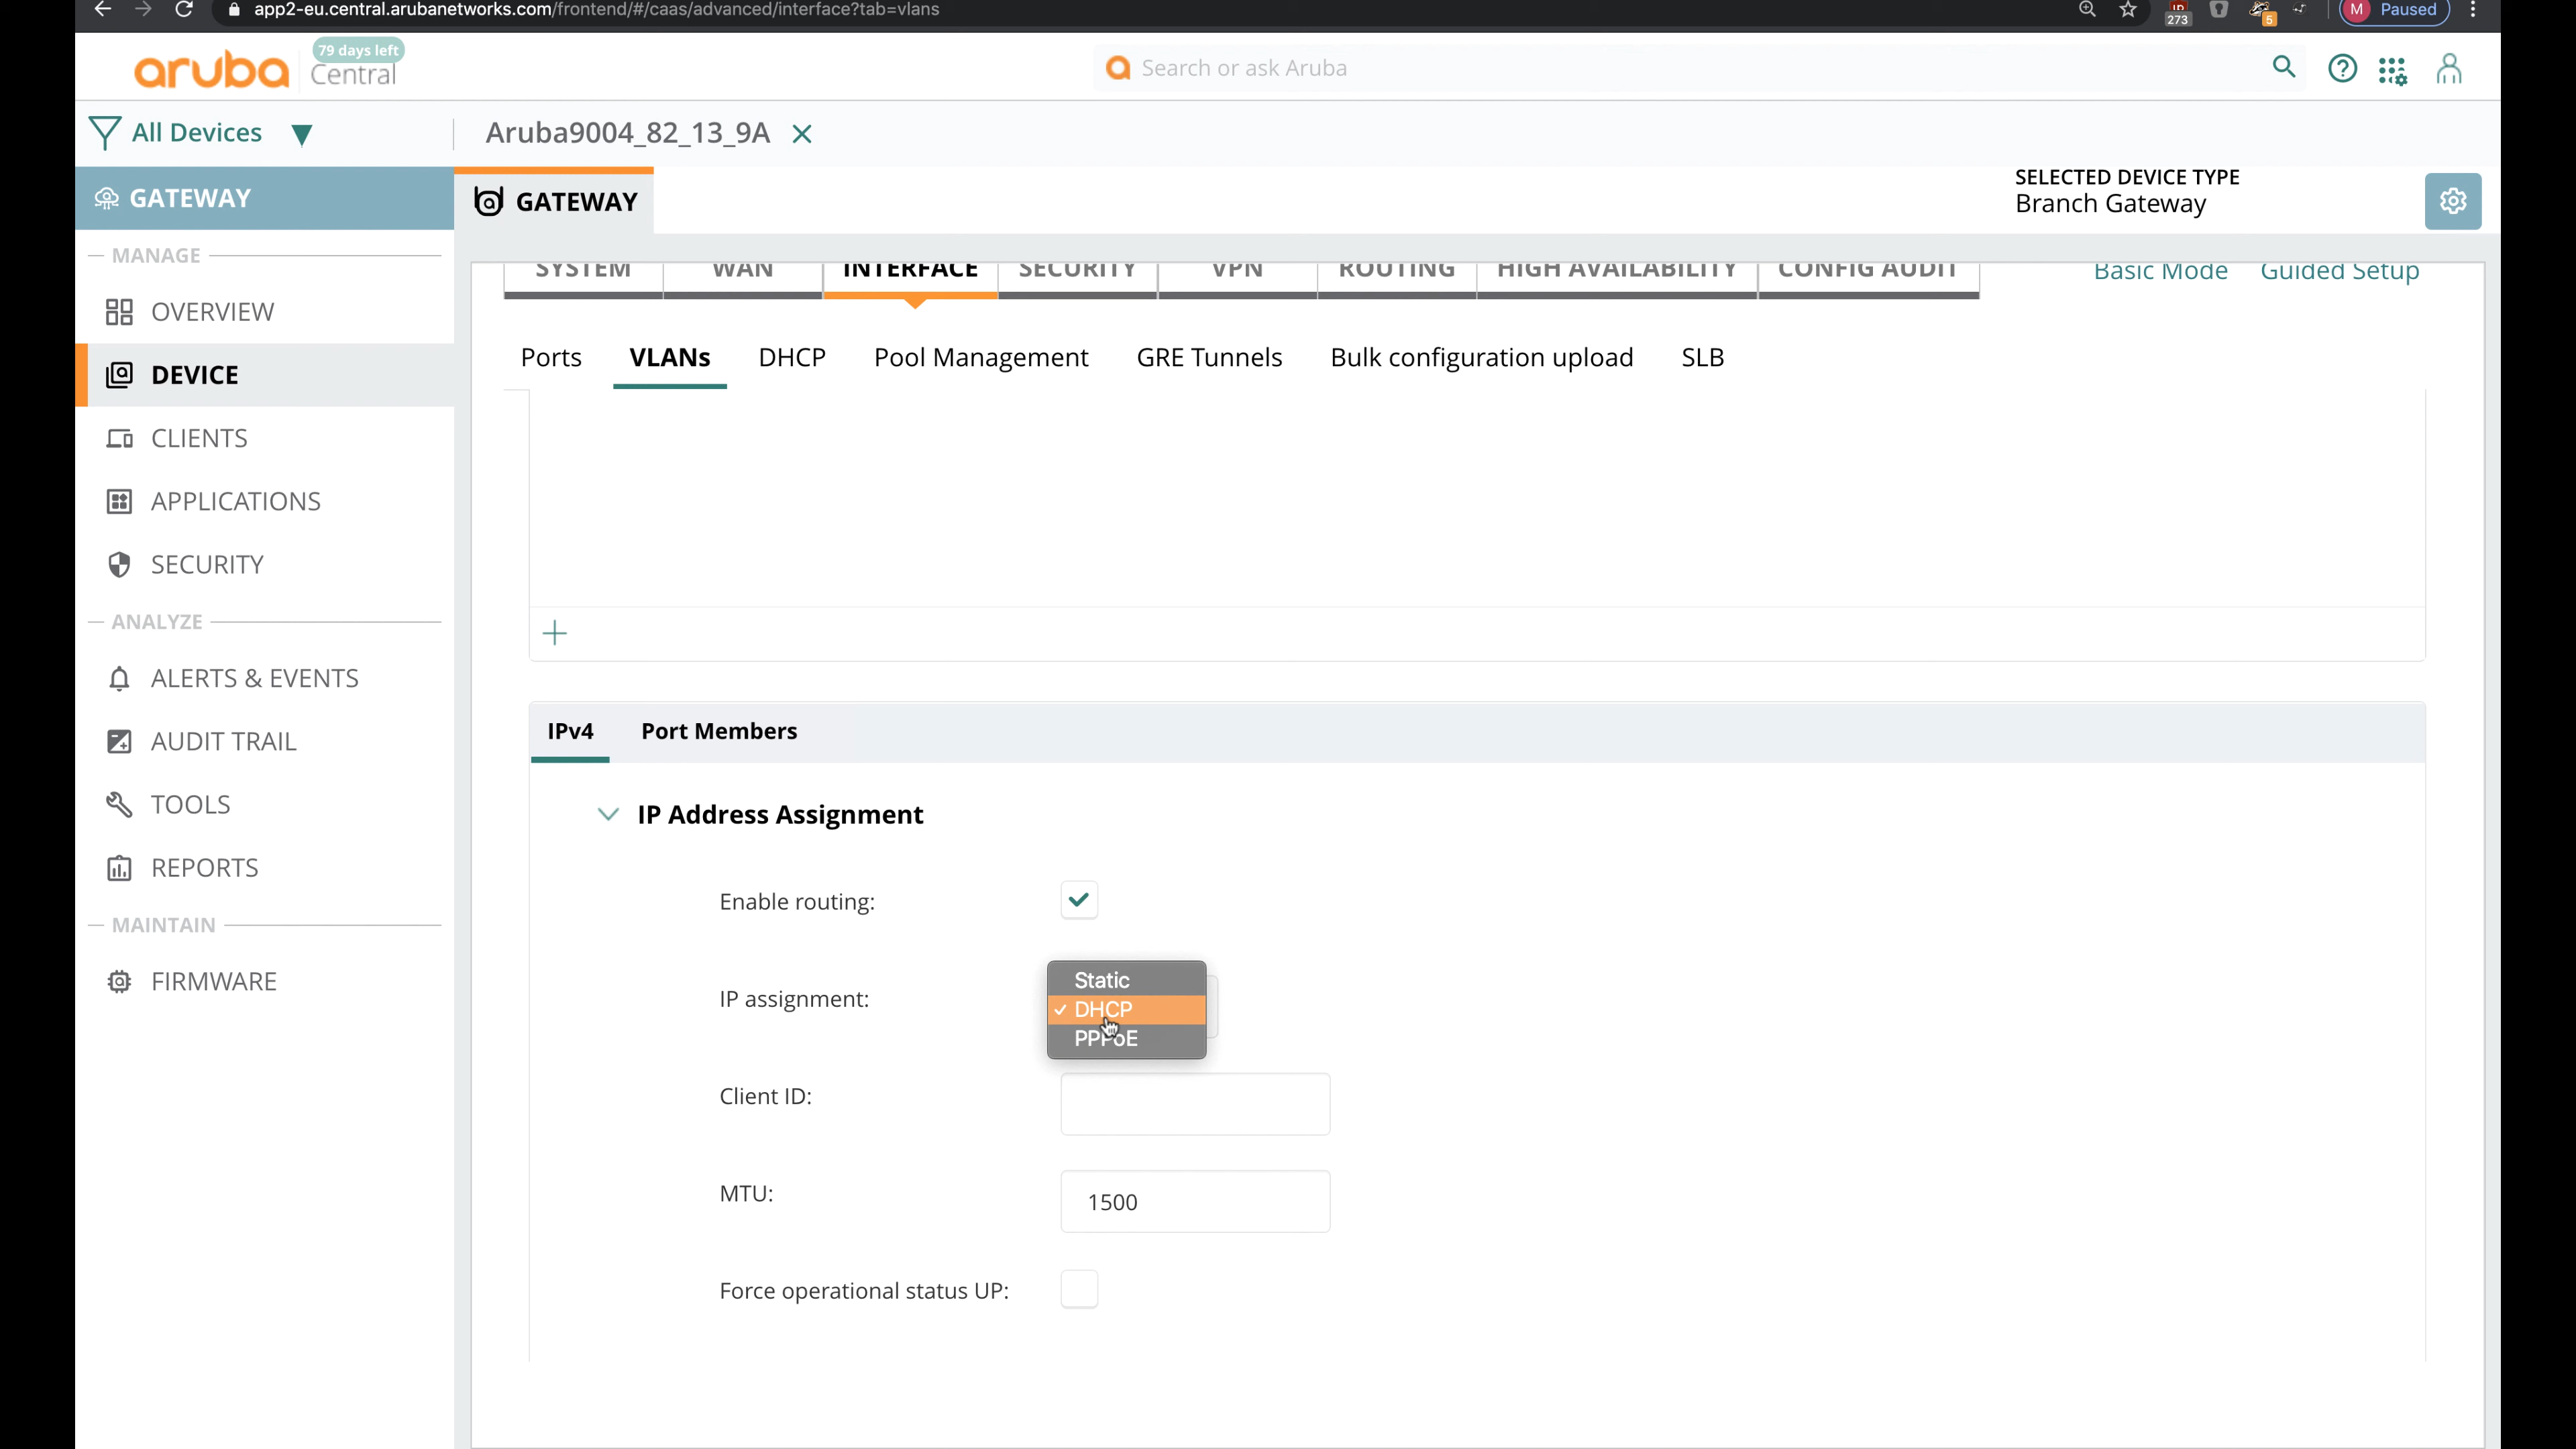 app2-eu.central.arubanetworks.com/frontend/#/caas/advanced/interface?tab=vlans
273
5
M
Paused
aruba
79 days left
Central
Search or ask Aruba
All Devices
Aruba9004_82_13_9A
GATEWAY
GATEWAY
SELECTED DEVICE TYPE
Branch Gateway
MANAGE
OVERVIEW
DEVICE
CLIENTS
APPLICATIONS
SECURITY
ANALYZE
ALERTS & EVENTS
AUDIT TRAIL
TOOLS
REPORTS
MAINTAIN
FIRMWARE
SYSTEM WAN INTERFACE SECURITY VPN ROUTING HIGH AVAILABILITY CONFIG AUDIT
Basic Mode Guided Setup
Ports VLANs DHCP Pool Management GRE Tunnels Bulk configuration upload SLB
IPv4 Port Members
IP Address Assignment
Enable routing:
IP assignment:
Static
DHCP
PPPoE
Client ID:
MTU: 1500
Force operational status UP: